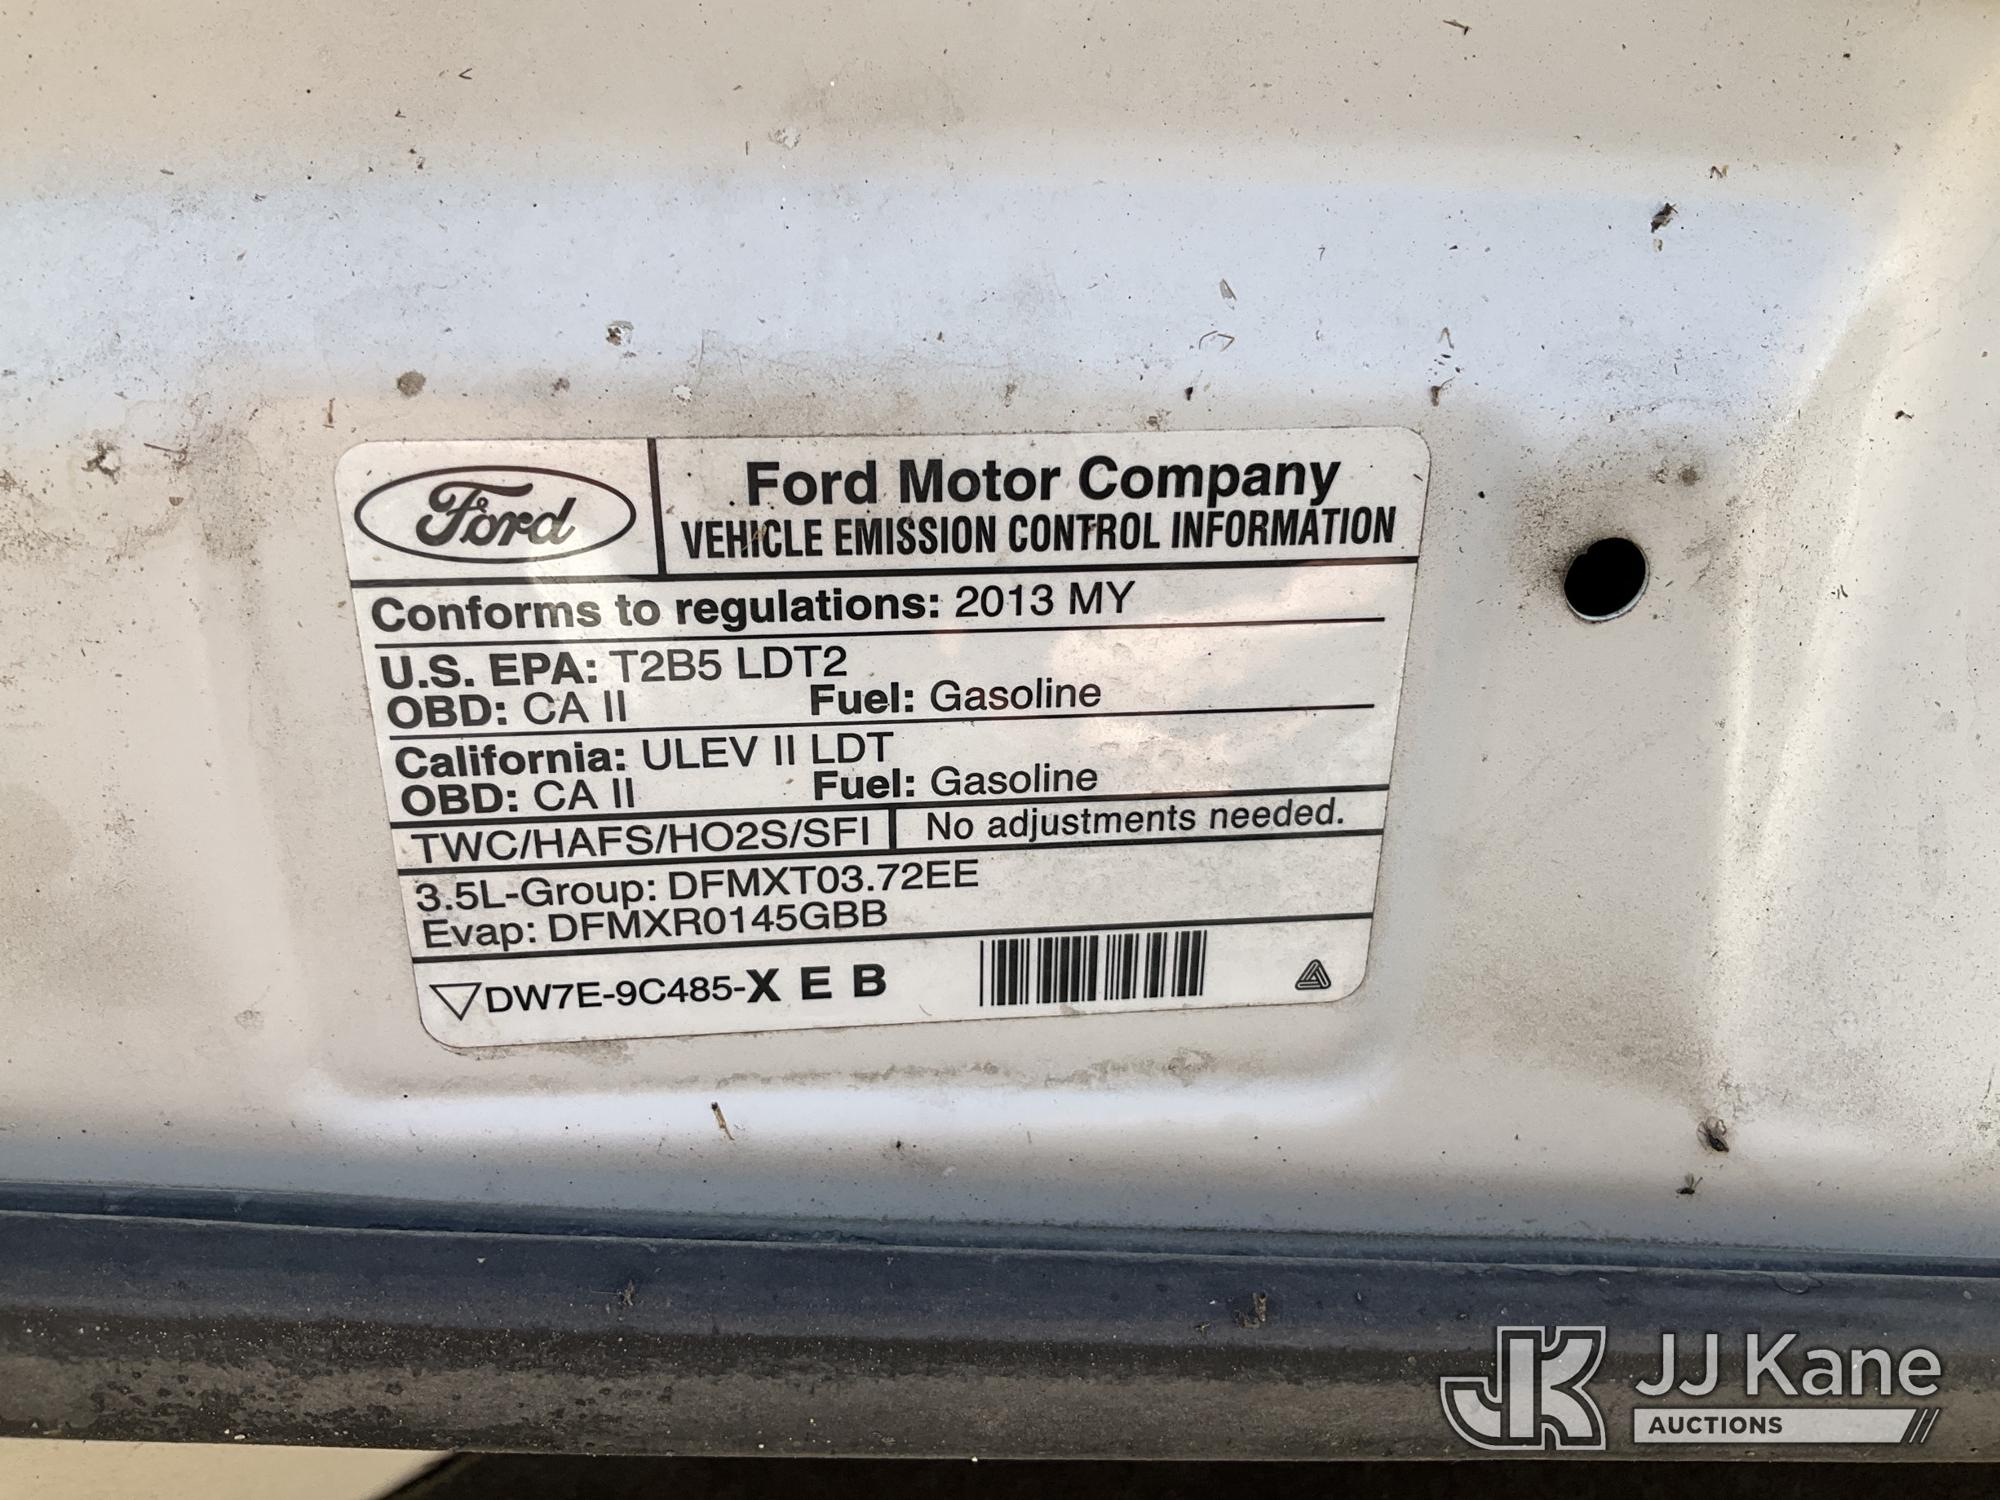 Ford
Ford Motor Company
VEHICLE EMISSION CONTROL INFORMATION
Conforms to regulations: 2013 MY
U.S. EPA: T2B5 LDT2
OBD: CA II Fuel: Gasoline
California: ULEV II LDT
OBD: CA II Fuel: Gasoline
TWC/HAFS/HO2S/SFI No adjustments needed.
3.5L-Group: DFMXT03.72EE
Evap: DFMXR0145GBB
DW7E-9C485-X E B
JK JJ Kane
AUCTIONS